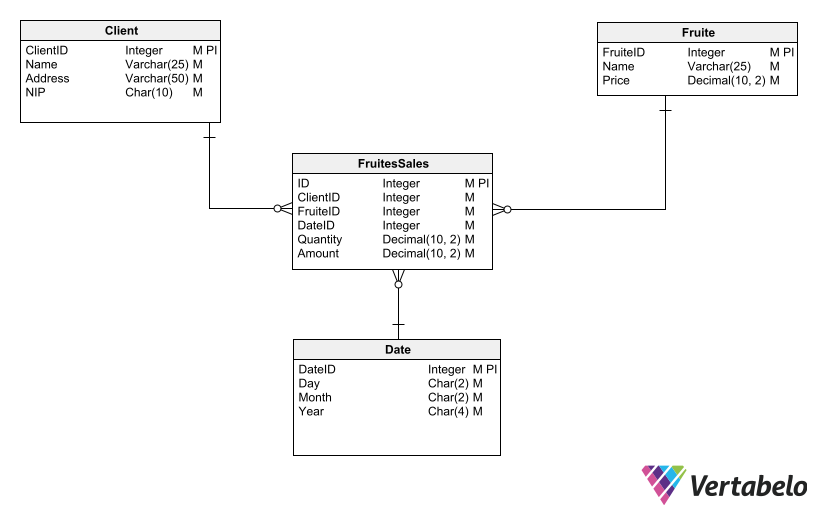 Client
ClientID Integer M PI
Name Varchar(25) M
Address Varchar(50) M
NIP Char(10) M
Fruite
FruiteID Integer M PI
Name Varchar(25) M
Price Decimal(10, 2) M
FruitesSales
ID Integer M PI
ClientID Integer M
FruiteID Integer M
DateID Integer M
Quantity Decimal(10, 2) M
Amount Decimal(10, 2) M
Date
DateID Integer M PI
Day Char(2) M
Month Char(2) M
Year Char(4) M
Vertabelo